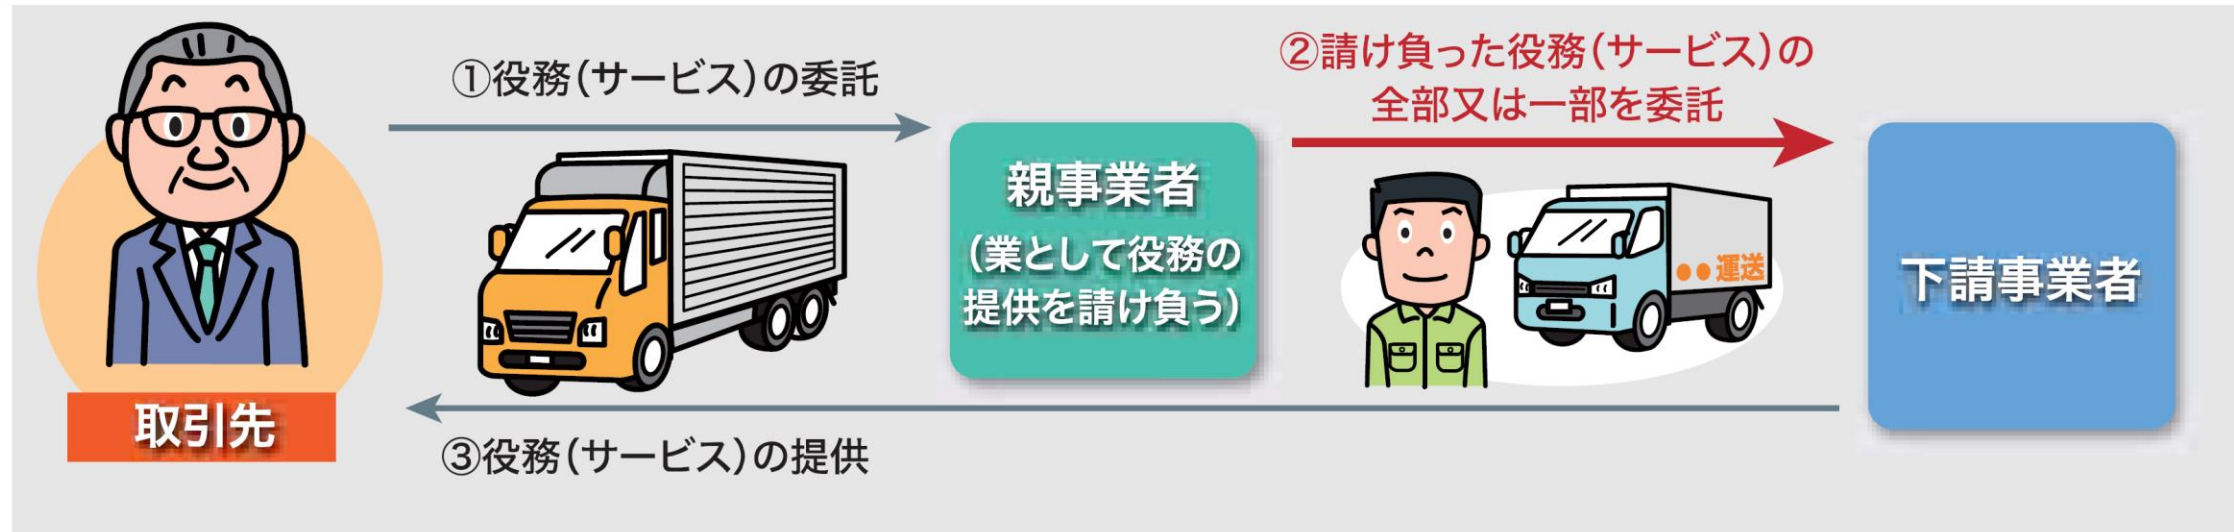 ①役務(サービス)の委託
②請け負った役務(サービス)の
全部又は一部を委託
親事業者
(業として役務の
提供を請け負う)
●●運送
下請事業者
取引先
③役務(サービス)の提供